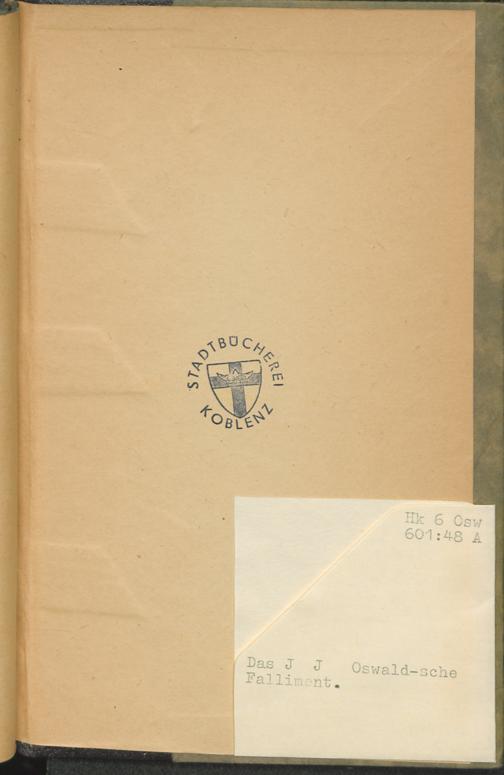 STADTBÜCHEREI
KOBLENZ
Hk 6 Osw
601:48 A
Das J J Oswald-sche
Falliment.